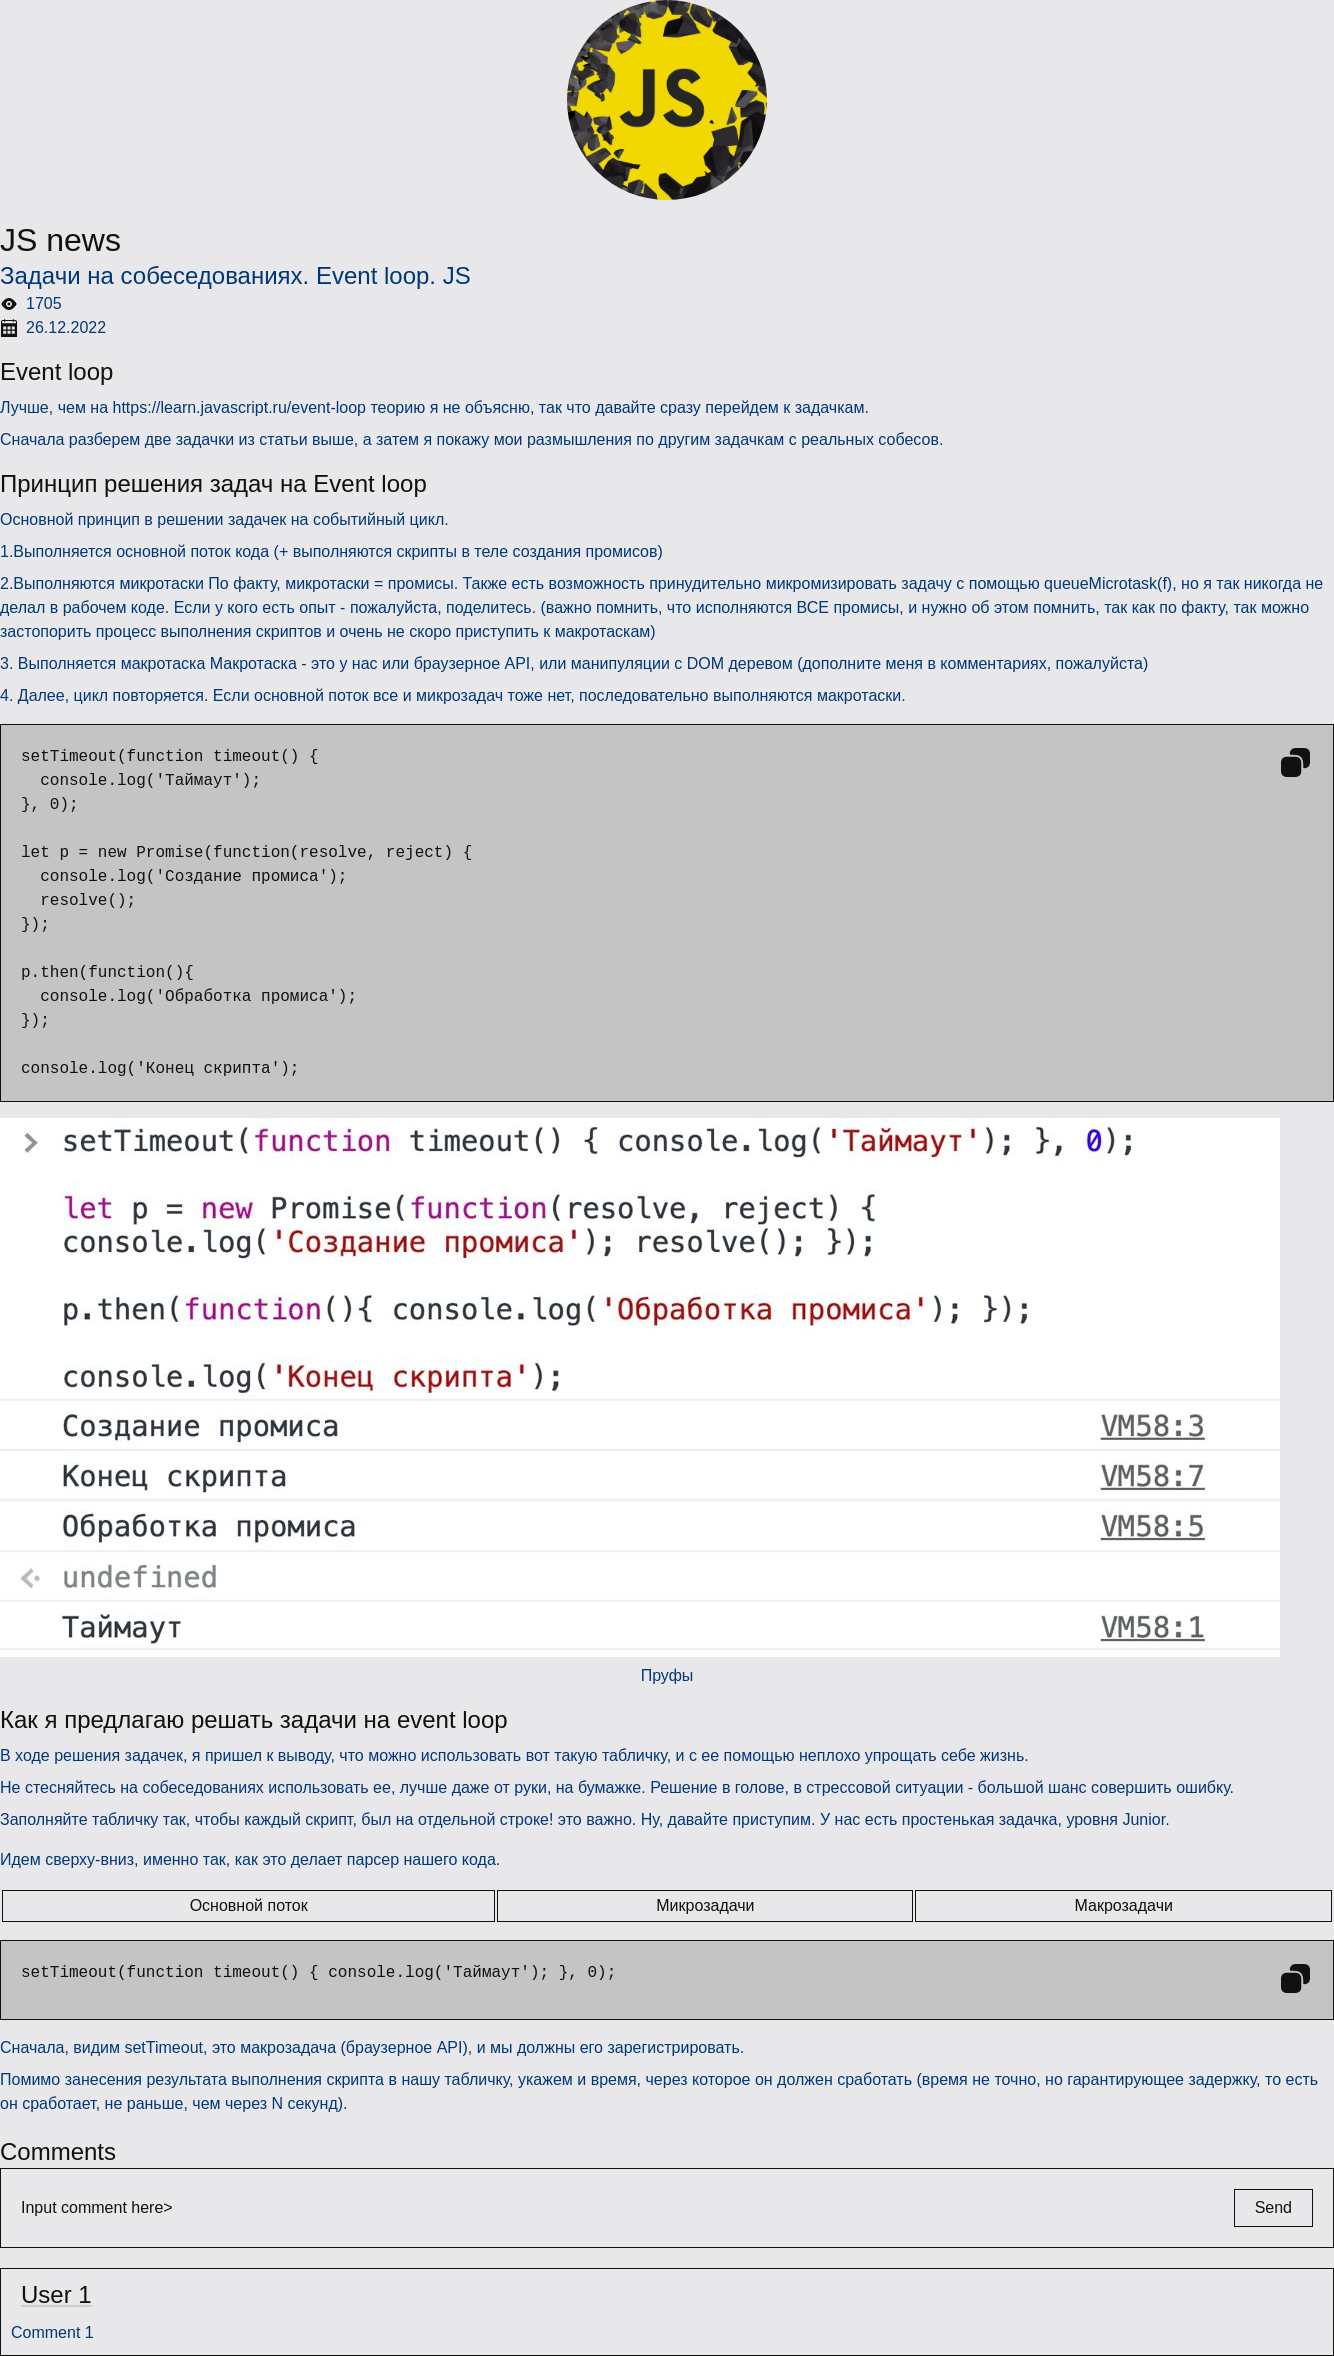 JS
JS news
Задачи на собеседованиях. Event loop. JS
1705
26.12.2022
Event loop
Лучше, чем на https://learn.javascript.ru/event-loop теорию я не объясню, так что давайте сразу перейдем к задачкам.
Сначала разберем две задачки из статьи выше, а затем я покажу мои размышления по другим задачкам с реальных собесов.
Принцип решения задач на Event loop
Основной принцип в решении задачек на событийный цикл.
1.Выполняется основной поток кода (+ выполняются скрипты в теле создания промисов)
2.Выполняются микротаски По факту, микротаски = промисы. Также есть возможность принудительно микромизировать задачу с помощью queueMicrotask(f), но я так никогда не
делал в рабочем коде. Если у кого есть опыт - пожалуйста, поделитесь. (важно помнить, что исполняются ВСЕ промисы, и нужно об этом помнить, так как по факту, так можно
застопорить процесс выполнения скриптов и очень не скоро приступить к макротаскам)
3. Выполняется макротаска Макротаска - это у нас или браузерное API, или манипуляции с DOM деревом (дополните меня в комментариях, пожалуйста)
4. Далее, цикл повторяется. Если основной поток все и микрозадач тоже нет, последовательно выполняются макротаски.
setTimeout(function timeout() {
  console.log('Таймаут');
}, 0);
let p = new Promise(function(resolve, reject) {
  console.log('Создание промиса');
  resolve();
});
p.then(function(){
  console.log('Обработка промиса');
});
console.log('Конец скрипта');
setTimeout(function timeout() { console.log('Таймаут'); }, 0);
let p = new Promise(function(resolve, reject) {
console.log('Создание промиса'); resolve(); });
p.then(function(){ console.log('Обработка промиса'); });
console.log('Конец скрипта');
Создание промиса VM58:3
Конец скрипта VM58:7
Обработка промиса VM58:5
undefined
Таймаут VM58:1
Пруфы
Как я предлагаю решать задачи на event loop
В ходе решения задачек, я пришел к выводу, что можно использовать вот такую табличку, и с ее помощью неплохо упрощать себе жизнь.
Не стесняйтесь на собеседованиях использовать ее, лучше даже от руки, на бумажке. Решение в голове, в стрессовой ситуации - большой шанс совершить ошибку.
Заполняйте табличку так, чтобы каждый скрипт, был на отдельной строке! это важно. Ну, давайте приступим. У нас есть простенькая задачка, уровня Junior.
Идем сверху-вниз, именно так, как это делает парсер нашего кода.
Основной поток Микрозадачи Макрозадачи
setTimeout(function timeout() { console.log('Таймаут'); }, 0);
Сначала, видим setTimeout, это макрозадача (браузерное API), и мы должны его зарегистрировать.
Помимо занесения результата выполнения скрипта в нашу табличку, укажем и время, через которое он должен сработать (время не точно, но гарантирующее задержку, то есть
он сработает, не раньше, чем через N секунд).
Comments
Input comment here>
Send
User 1
Comment 1